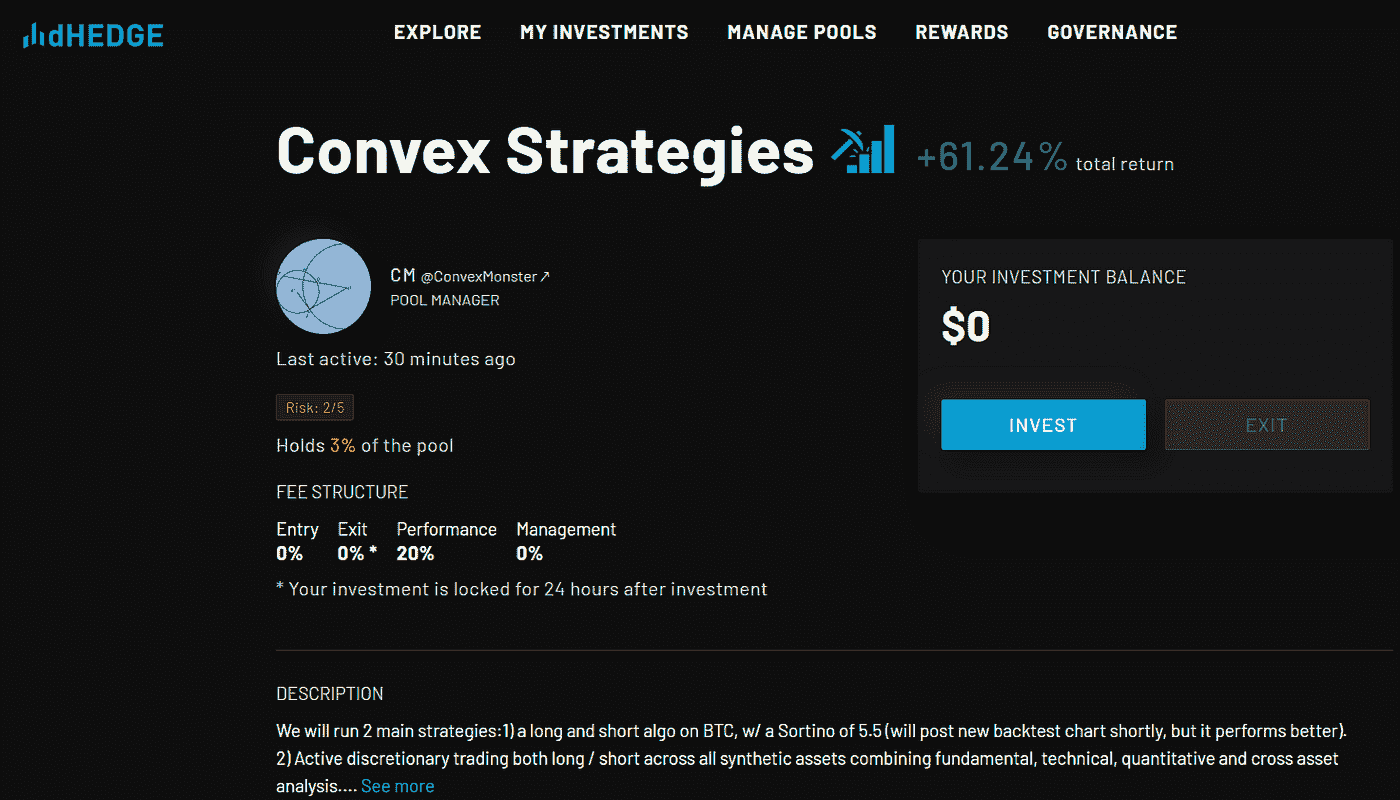 dHEDGE EXPLORE MY INVESTMENTS MANAGE POOLS REWARDS GOVERNANCE
Convex Strategies +61.24% total return
CM @ConvexMonster↗
POOL MANAGER
Last active: 30 minutes ago
Risk: 2/5
Holds 3% of the pool
YOUR INVESTMENT BALANCE
$0
INVEST EXIT
FEE STRUCTURE
Entry Exit Performance Management
0% 0% * 20% 0%
* Your investment is locked for 24 hours after investment
DESCRIPTION
We will run 2 main strategies:1) a long and short algo on BTC, w/ a Sortino of 5.5 (will post new backtest chart shortly, but it performs better).
2) Active discretionary trading both long / short across all synthetic assets combining fundamental, technical, quantitative and cross asset
analysis.... See more